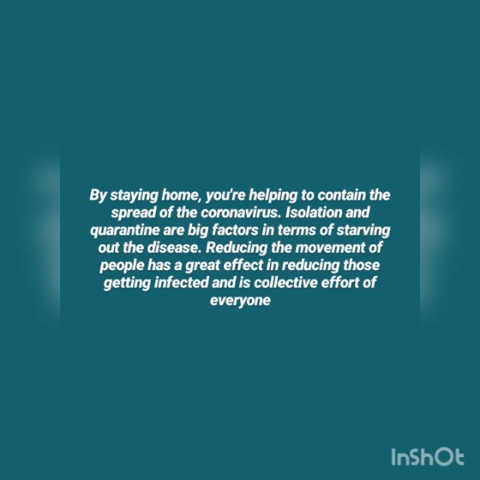 By staying home, you're helping to contain the
spread of the coronavirus. Isolation and
quarantine are big factors in terms of starving
out the disease. Reducing the movement of
people has a great effect in reducing those
getting infected and is collective effort of
everyone
InShOt